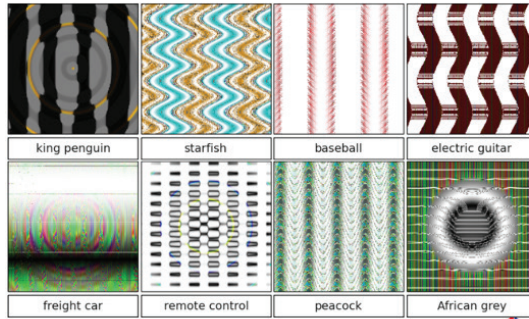 king penguin
starfish
baseball
electric guitar
freight car
remote control
peacock
African grey